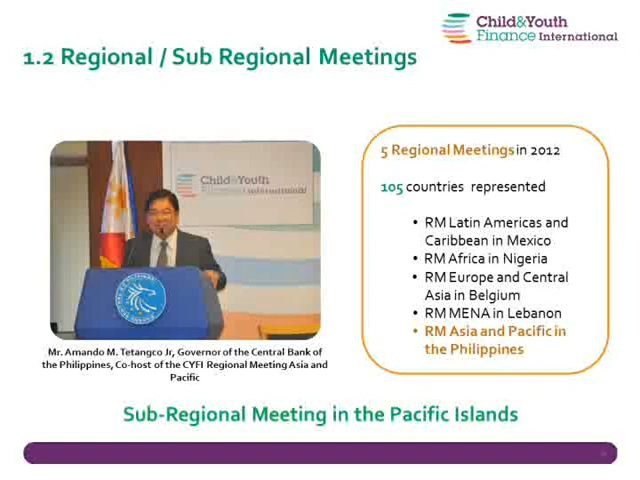 Child&Youth
Finance International
1.2 Regional / Sub Regional Meetings
Child&Youth
Finance International
5 Regional Meetings in 2012
105 countries represented
• RM Latin Americas and
Caribbean in Mexico
• RM Africa in Nigeria
• RM Europe and Central
Asia in Belgium
• RM MENA in Lebanon
• RM Asia and Pacific in
the Philippines
Mr. Amando M. Tetangco Jr, Governor of the Central Bank of
the Philippines, Co-host of the CYFI Regional Meeting Asia and
Pacific
Sub-Regional Meeting in the Pacific Islands